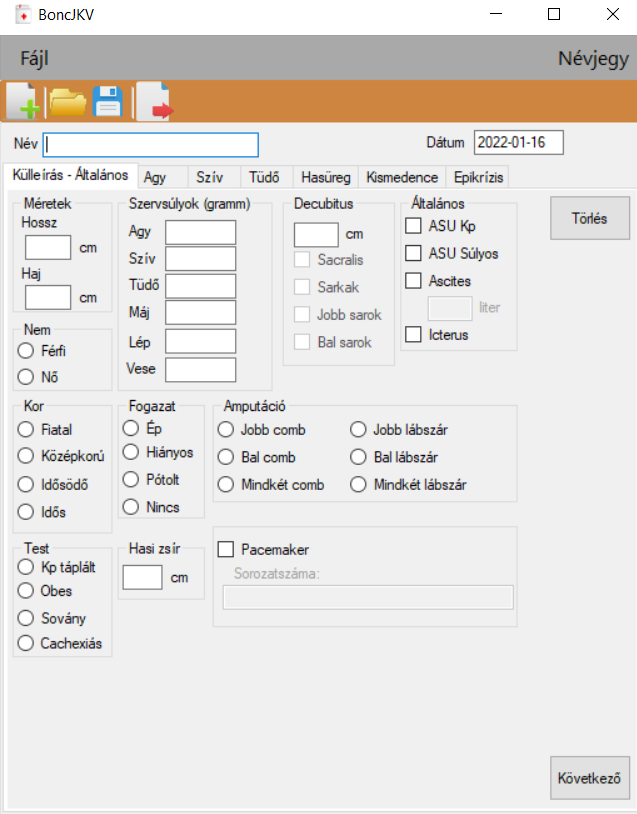 BoncJKV
Fájl Névjegy
Név Dátum 2022-01-16
Külleírás - Általános Agy Szív Tüdő Hasüreg Kismedence Epikrízis
Méretek
Hossz
cm
Haj
cm
Szervsúlyok (gramm)
Agy
Szív
Tüdő
Máj
Lép
Vese
Decubitus
cm
Sacralis
Sarkak
Jobb sarok
Bal sarok
Általános
ASU Kp
ASU Súlyos
Ascites
liter
Icterus
Törlés
Nem
Férfi
Nő
Kor
Fiatal
Középkorú
Idősödő
Idős
Fogazat
Ép
Hiányos
Pótolt
Nincs
Amputáció
Jobb comb Jobb lábszár
Bal comb Bal lábszár
Mindkét comb Mindkét lábszár
Test
Kp táplált
Obes
Sovány
Cachexiás
Hasi zsír
cm
Pacemaker
Sorozatszáma:
Következő